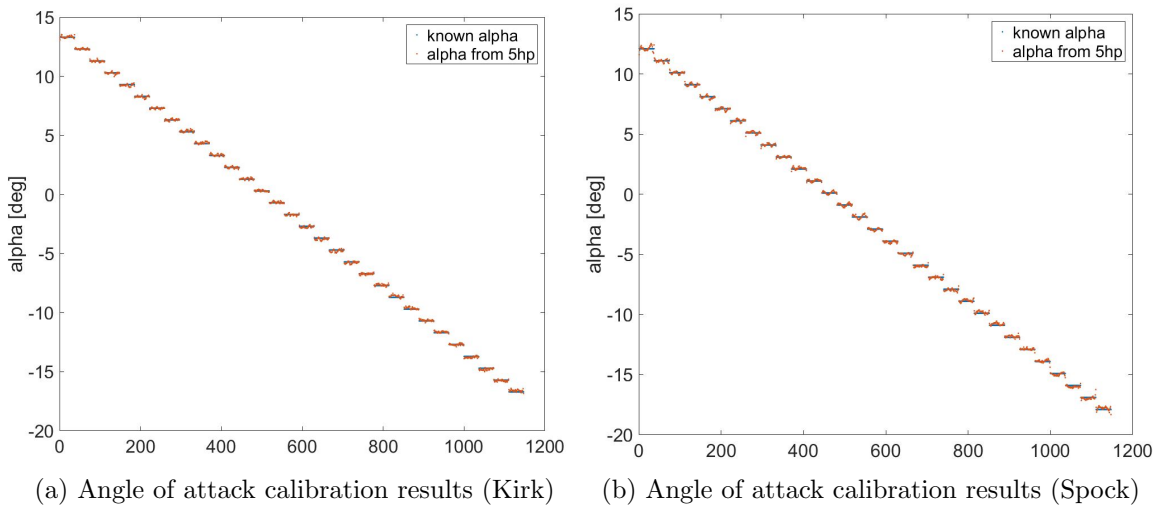 15
10
5
0
-5
-10
-15
-20
alpha [deg]
0 200 400 600 800 1000 1200
known alpha
alpha from 5hp
(a) Angle of attack calibration results (Kirk)
15
10
5
0
-5
-10
-15
-20
alpha [deg]
0 200 400 600 800 1000 1200
known alpha
alpha from 5hp
(b) Angle of attack calibration results (Spock)